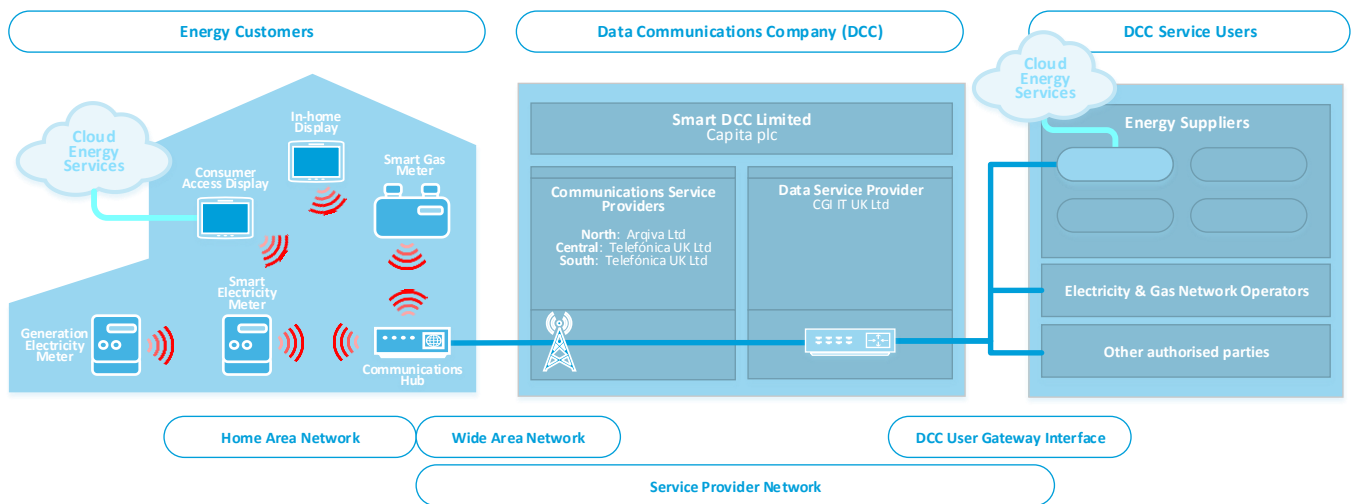 Energy Customers
Data Communications Company (DCC)
DCC Service Users
Cloud
Energy
Services
In-home
Display
Consumer
Access Display
Smart Gas
Meter
Smart
Electricity
Meter
Generation
Electricity
Meter
Communications
Hub
Smart DCC Limited
Capita plc
Communications Service
Providers
North: Arqiva Ltd
Central: Telefónica UK Ltd
South: Telefónica UK Ltd
Data Service Provider
CGI IT UK Ltd
Cloud
Energy
Services
Energy Suppliers
Electricity & Gas Network Operators
Other authorised parties
Home Area Network
Wide Area Network
DCC User Gateway Interface
Service Provider Network